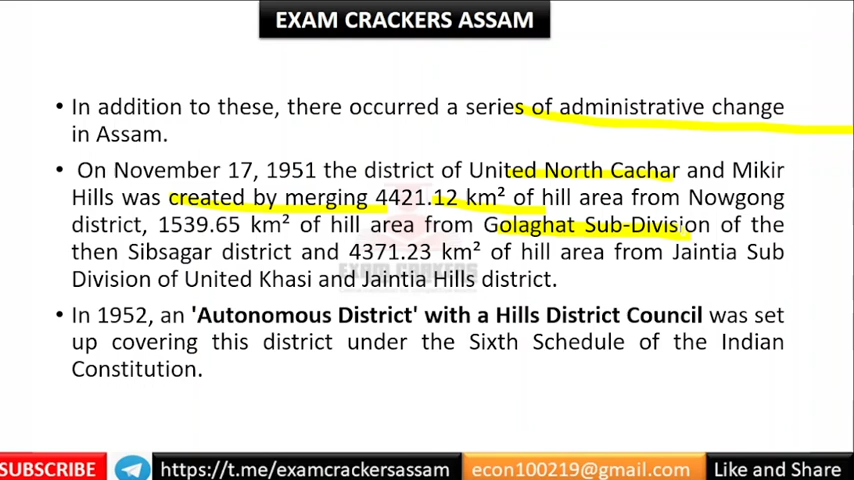 EXAM CRACKERS ASSAM
• In addition to these, there occurred a series of administrative change
in Assam.
• On November 17, 1951 the district of United North Cachar and Mikir
Hills was created by merging 4421.12 km² of hill area from Nowgong
district, 1539.65 km² of hill area from Golaghat Sub-Division of the
then Sibsagar district and 4371.23 km² of hill area from Jaintia Sub
Division of United Khasi and Jaintia Hills district.
EXAM CRACKERS
• In 1952, an 'Autonomous District' with a Hills District Council was set
up covering this district under the Sixth Schedule of the Indian
Constitution.
SUBSCRIBE https://t.me/examcrackersassam econ100219@gmail.com Like and Share